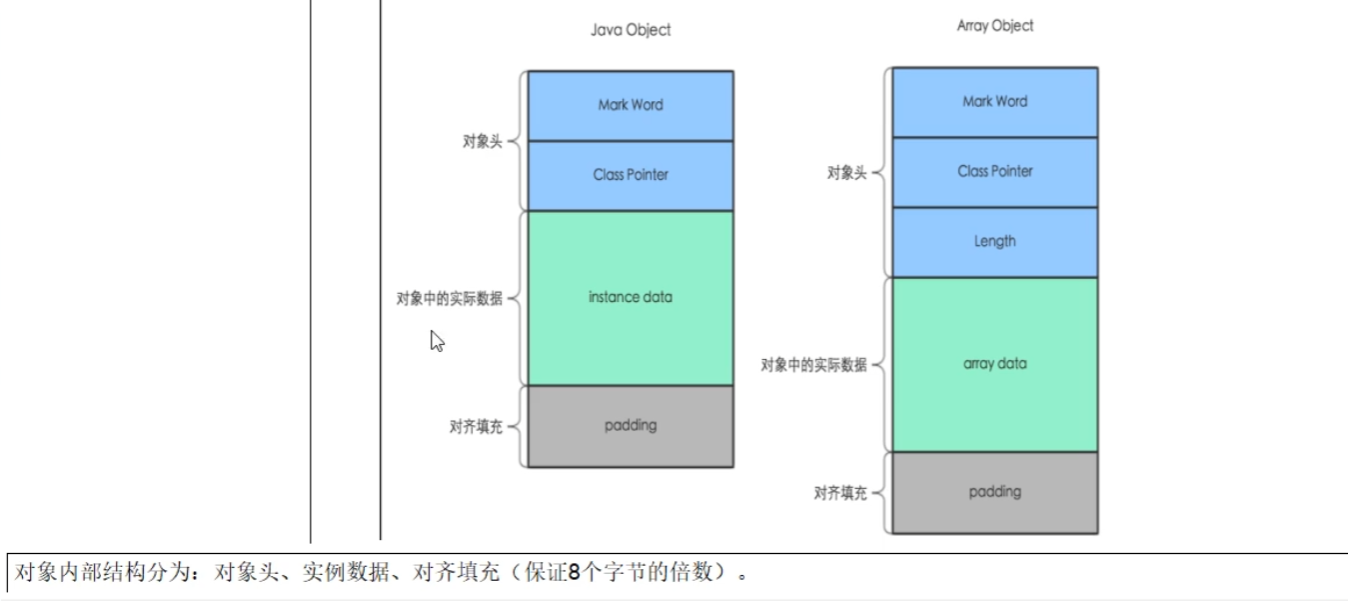 Java Object
Mark Word
对象头
Class Pointer
对象中的实际数据
instance data
对齐填充
padding
Array Object
Mark Word
对象头
Class Pointer
Length
对象中的实际数据
array data
对齐填充
padding
对象内部结构分为：对象头、实例数据、对齐填充（保证8个字节的倍数）。